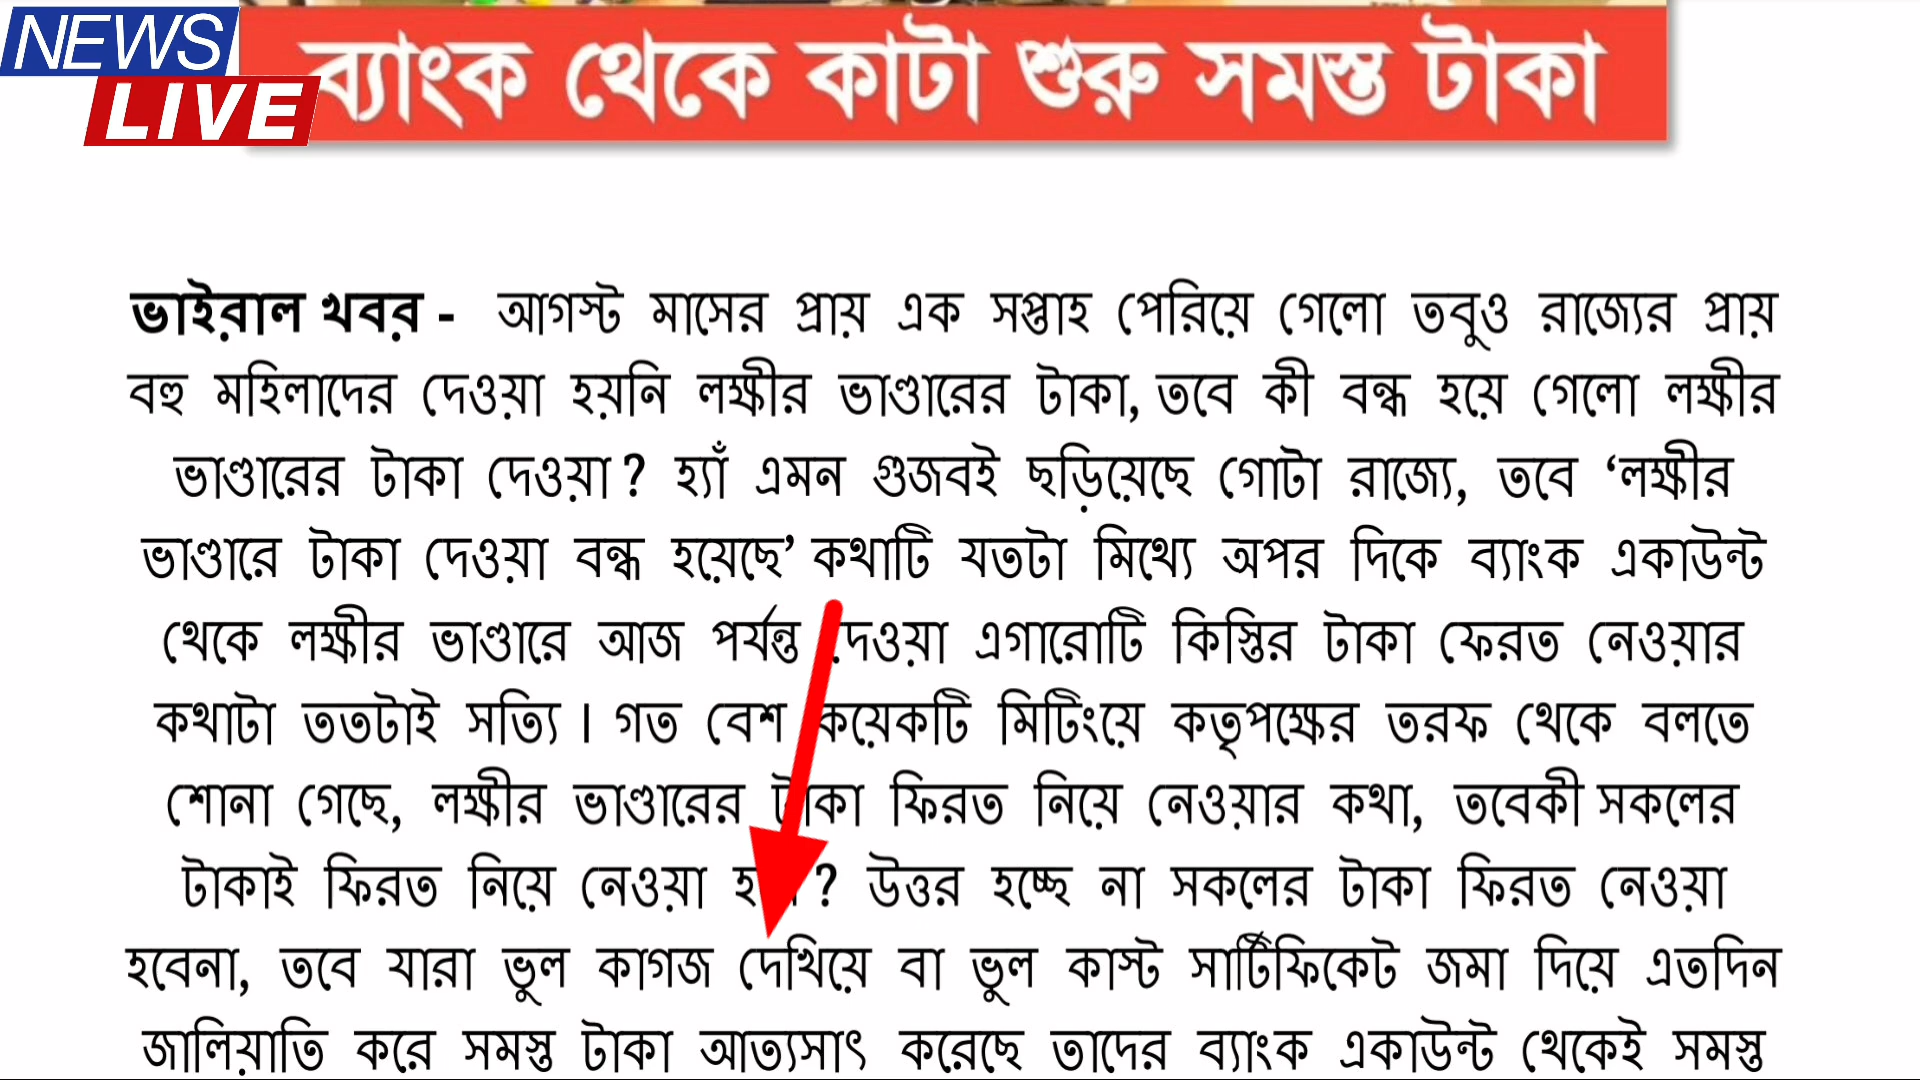 NEWS
LIVE
ব্যাংক থেকে কাটা শুরু সমস্ত টাকা
ভাইরাল খবর - আগস্ট মাসের প্রায় এক সপ্তাহ পেরিয়ে গেলো তবুও রাজ্যের প্রায়
বহু মহিলাদের দেওয়া হয়নি লক্ষীর ভাণ্ডারের টাকা, তবে কী বন্ধ হয়ে গেলো লক্ষীর
ভাণ্ডারের টাকা দেওয়া ? হ্যাঁ এমন গুজবই ছড়িয়েছে গোটা রাজ্যে, তবে ‘লক্ষীর
ভাণ্ডারে টাকা দেওয়া বন্ধ হয়েছে’ কথাটি যতটা মিথ্যে অপর দিকে ব্যাংক একাউন্ট
থেকে লক্ষীর ভাণ্ডারে আজ পর্যন্ত দেওয়া এগারোটি কিস্তির টাকা ফেরত নেওয়ার
কথাটা ততটাই সত্যি । গত বেশ কয়েকটি মিটিংয়ে কতৃপক্ষের তরফ থেকে বলতে
শোনা গেছে, লক্ষীর ভাণ্ডারের টাকা ফিরত নিয়ে নেওয়ার কথা, তবেকী সকলের
টাকাই ফিরত নিয়ে নেওয়া ? উত্তর হচ্ছে না সকলের টাকা ফিরত নেওয়া
হবেনা, তবে যারা ভুল কাগজ দেখিয়ে বা ভুল কাস্ট সার্টিফিকেট জমা দিয়ে এতদিন
জালিয়াতি করে সমস্ত টাকা আত্যসাৎ করেছে তাদের ব্যাংক একাউন্ট থেকেই সমস্ত